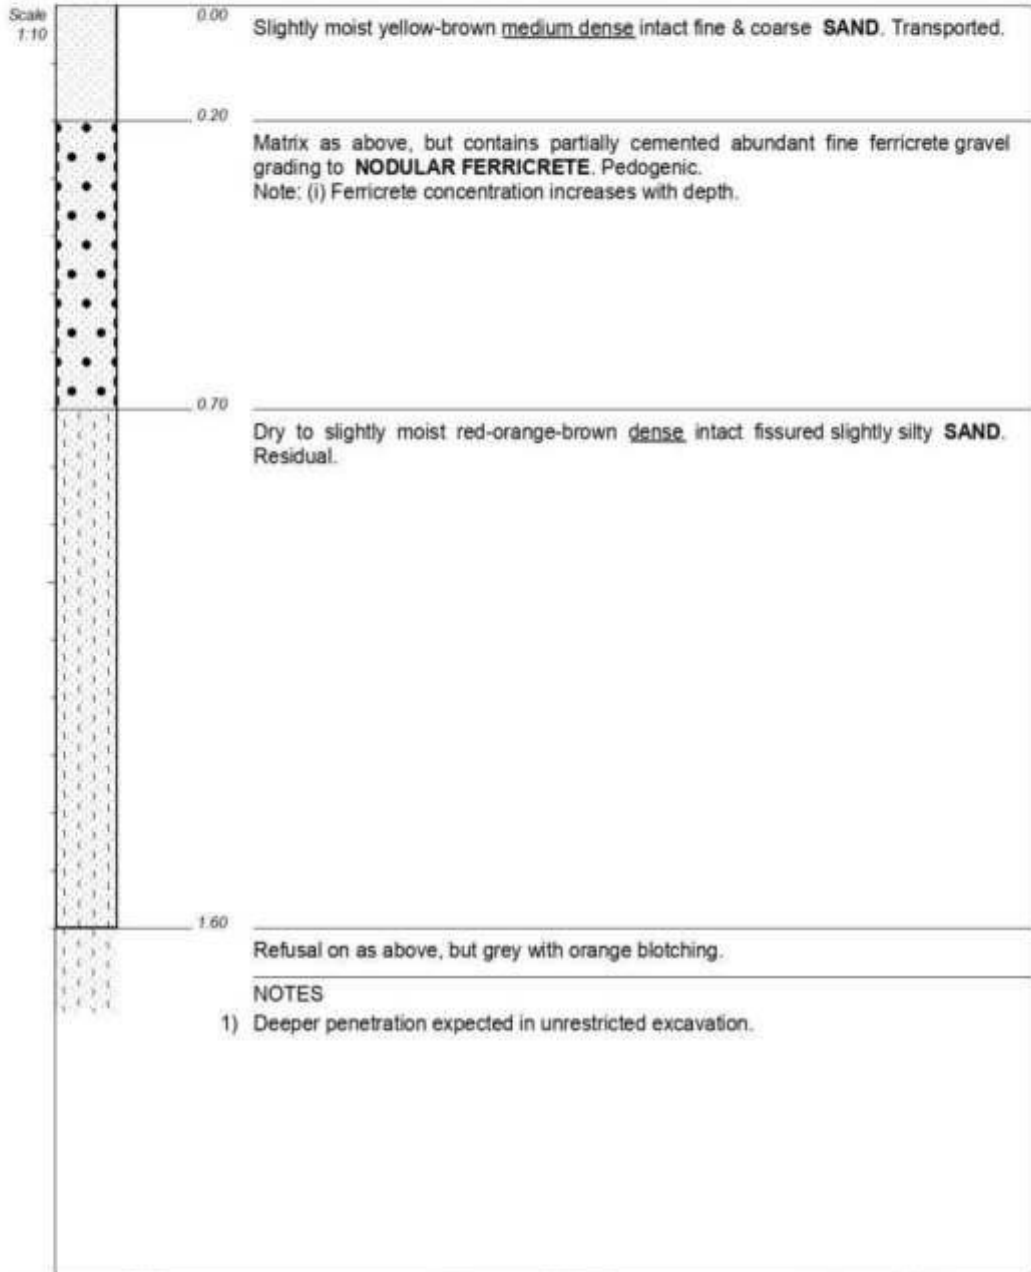 Scale
1:10
0.00
Slightly moist yellow-brown medium dense intact fine & coarse SAND. Transported.
0.20
Matrix as above, but contains partially cemented abundant fine ferricrete gravel
grading to NODULAR FERRICRETE. Pedogenic.
Note: (i) Ferricrete concentration increases with depth.
0.70
Dry to slightly moist red-orange-brown dense intact fissured slightly silty SAND.
Residual.
1.60
Refusal on as above, but grey with orange blotching.
NOTES
1) Deeper penetration expected in unrestricted excavation.